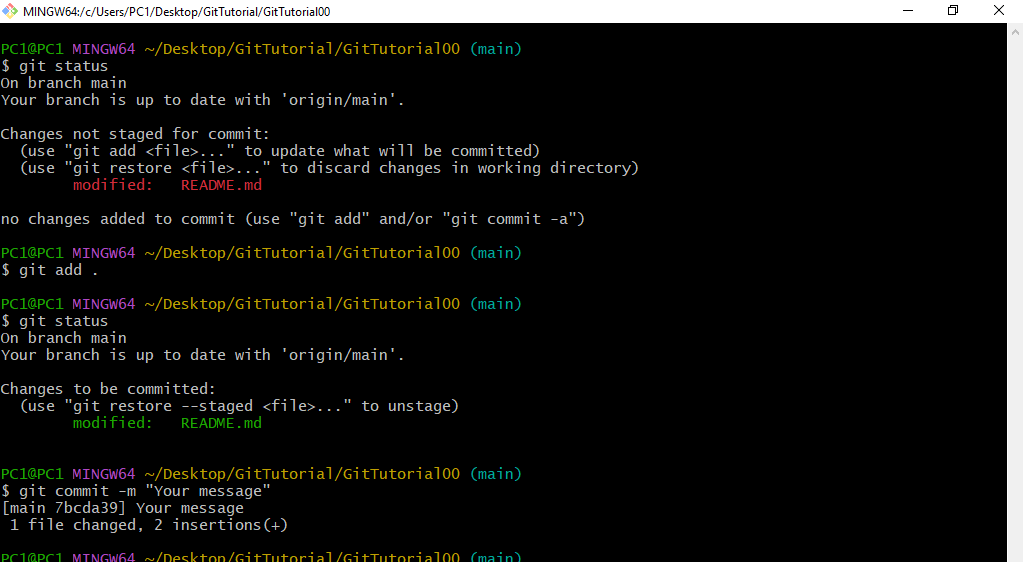 MINGW64:/c/Users/PC1/Desktop/GitTutorial/GitTutorial00
PC1@PC1 MINGW64 ~/Desktop/GitTutorial/GitTutorial00 (main)
$ git status
On branch main
Your branch is up to date with 'origin/main'.
Changes not staged for commit:
  (use "git add <file>..." to update what will be committed)
  (use "git restore <file>..." to discard changes in working directory)
        modified:   README.md
no changes added to commit (use "git add" and/or "git commit -a")
PC1@PC1 MINGW64 ~/Desktop/GitTutorial/GitTutorial00 (main)
$ git add .
PC1@PC1 MINGW64 ~/Desktop/GitTutorial/GitTutorial00 (main)
$ git status
On branch main
Your branch is up to date with 'origin/main'.
Changes to be committed:
  (use "git restore --staged <file>..." to unstage)
        modified:   README.md
PC1@PC1 MINGW64 ~/Desktop/GitTutorial/GitTutorial00 (main)
$ git commit -m "Your message"
[main 7bcda39] Your message
 1 file changed, 2 insertions(+)
PC1@PC1 MINGW64 ~/Desktop/GitTutorial/GitTutorial00 (main)